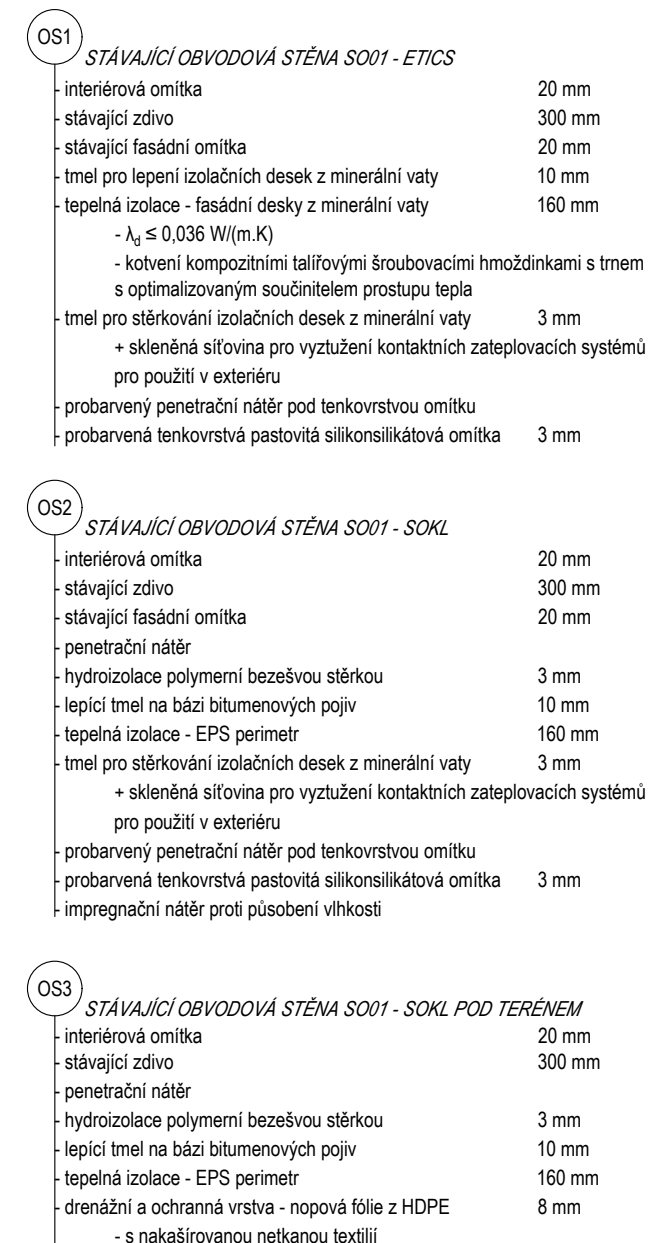 OS1
STÁVAJÍCÍ OBVODOVÁ STĚNA SO01 - ETICS
- interiérová omítka 20 mm
- stávající zdivo 300 mm
- stávající fasádní omítka 20 mm
- tmel pro lepení izolačních desek z minerální vaty 10 mm
- tepelná izolace - fasádní desky z minerální vaty 160 mm
- λd ≤ 0,036 W/(m.K)
- kotvení kompozitními talířovými šroubovacími hmoždinkami s trnem
s optimalizovaným součinitelem prostupu tepla
- tmel pro stěrkování izolačních desek z minerální vaty 3 mm
+ skleněná síťovina pro vyztužení kontaktních zateplovacích systémů
pro použití v exteriéru
- probarvený penetrační nátěr pod tenkovrstvou omítku
- probarvená tenkovrstvá pastovitá silikonsilikátová omítka 3 mm
OS2
STÁVAJÍCÍ OBVODOVÁ STĚNA SO01 - SOKL
- interiérová omítka 20 mm
- stávající zdivo 300 mm
- stávající fasádní omítka 20 mm
- penetrační nátěr
- hydroizolace polymerní bezešvou stěrkou 3 mm
- lepící tmel na bázi bitumenových pojiv 10 mm
- tepelná izolace - EPS perimetr 160 mm
- tmel pro stěrkování izolačních desek z minerální vaty 3 mm
+ skleněná síťovina pro vyztužení kontaktních zateplovacích systémů
pro použití v exteriéru
- probarvený penetrační nátěr pod tenkovrstvou omítku
- probarvená tenkovrstvá pastovitá silikonsilikátová omítka 3 mm
- impregnační nátěr proti působení vlhkosti
OS3
STÁVAJÍCÍ OBVODOVÁ STĚNA SO01 - SOKL POD TERÉNEM
- interiérová omítka 20 mm
- stávající zdivo 300 mm
- penetrační nátěr
- hydroizolace polymerní bezešvou stěrkou 3 mm
- lepící tmel na bázi bitumenových pojiv 10 mm
- tepelná izolace - EPS perimetr 160 mm
- drenážní a ochranná vrstva - nopová fólie z HDPE 8 mm
- s nakašírovanou netkanou textilií